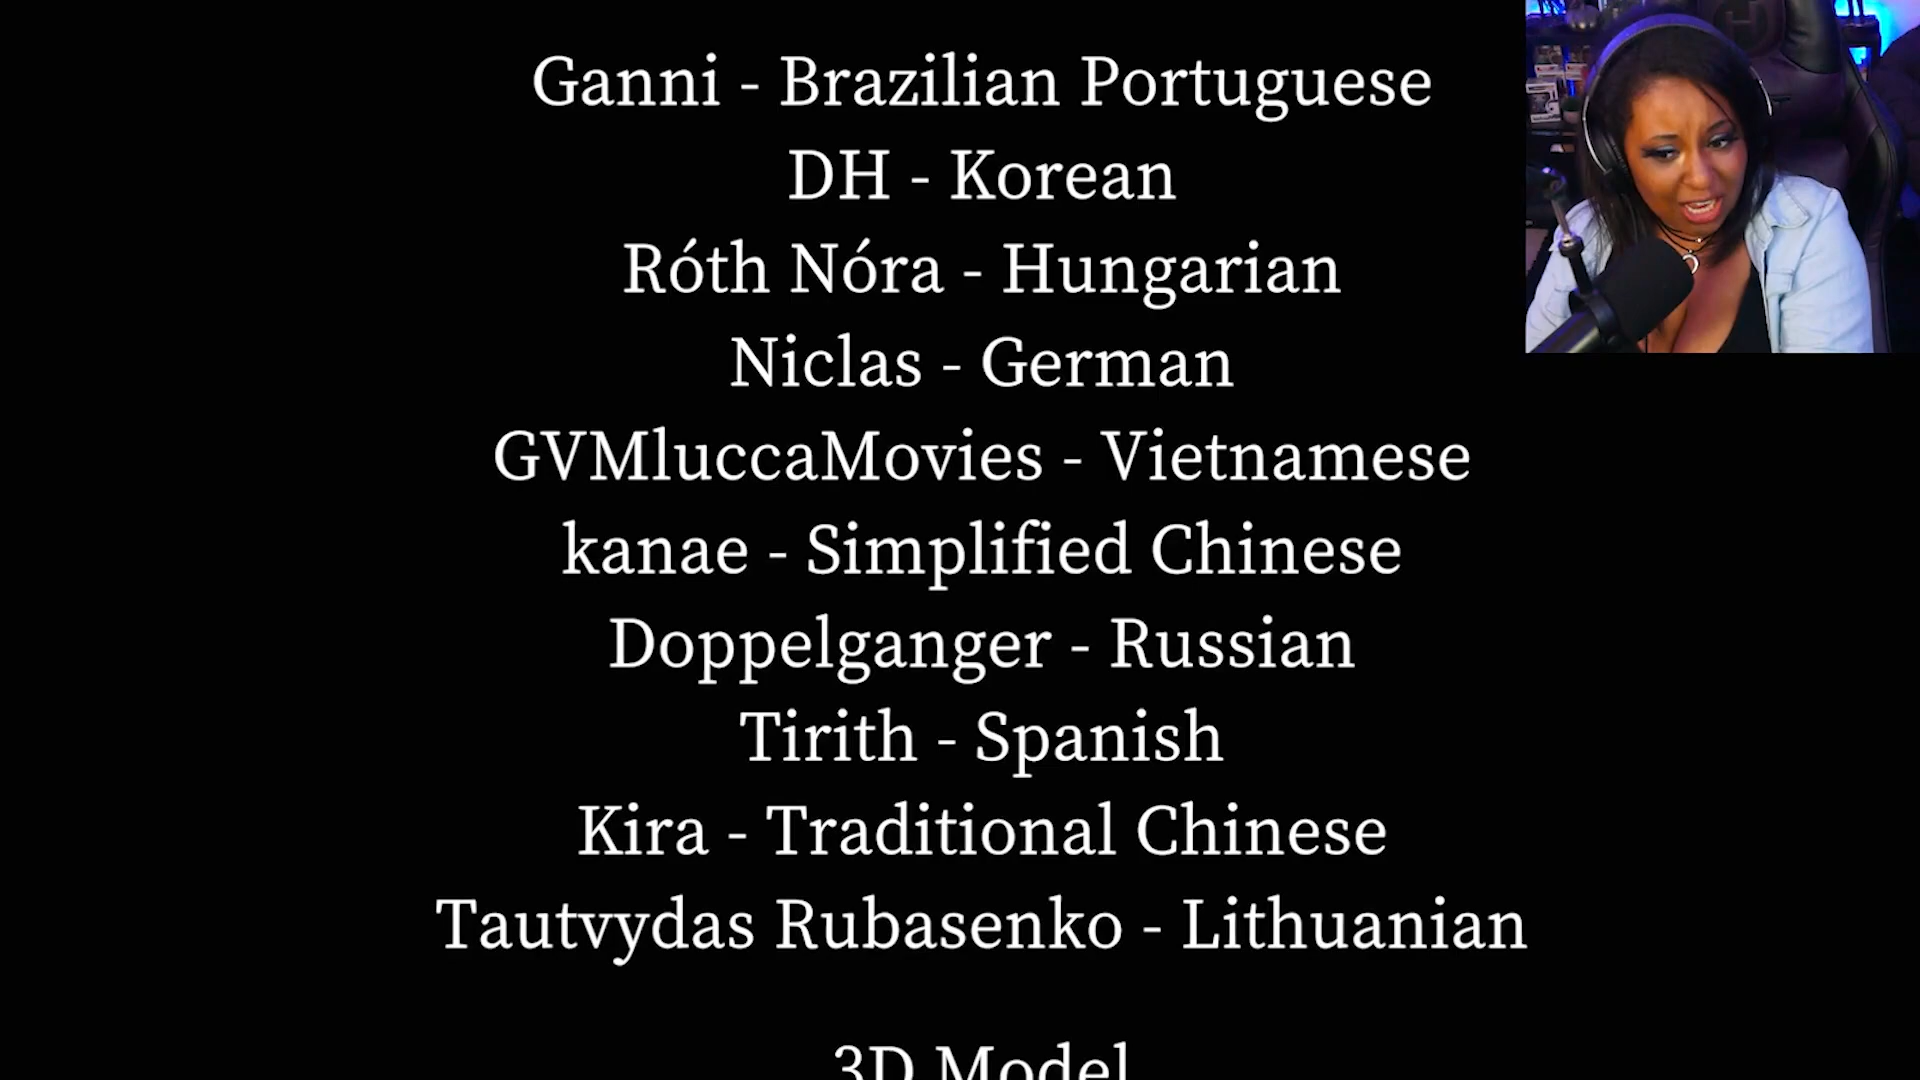 Ganni - Brazilian Portuguese
DH - Korean
Róth Nóra - Hungarian
Niclas - German
GVMluccaMovies - Vietnamese
kanae - Simplified Chinese
Doppelganger - Russian
Tirith - Spanish
Kira - Traditional Chinese
Tautvydas Rubasenko - Lithuanian
3D Model